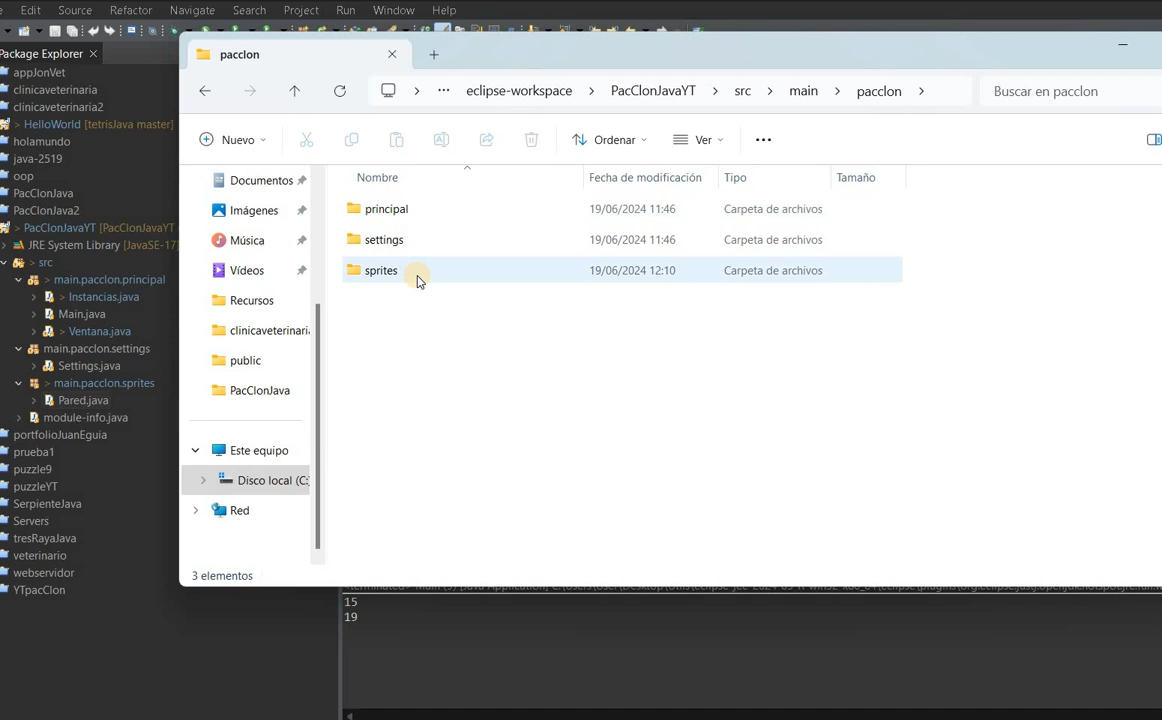 Edit Source Refactor Navigate Search Project Run Window Help
Package Explorer
appJonVet
clinicaveterinaria
clinicaveterinaria2
> HelloWorld [tetrisJava master]
holamundo
java-2519
oop
PacClonJava
PacClonJava2
> PacClonJavaYT [PacClonJavaYT
JRE System Library [JavaSE-17]
> src
> main.pacclon.principal
> Instancias.java
Main.java
> Ventana.java
main.pacclon.settings
Settings.java
> main.pacclon.sprites
Pared.java
module-info.java
portfolioJuanEguia
prueba1
puzzle9
puzzleYT
SerpienteJava
Servers
tresRayaJava
veterinario
webservidor
YTpacClon
pacclon
eclipse-workspace > PacClonJavaYT > src > main > pacclon >
Buscar en pacclon
Nuevo
Ordenar
Ver
Documentos
Imágenes
Música
Vídeos
Recursos
clinicaveterinaria
public
PacClonJava
Este equipo
Disco local (C:)
Red
Nombre Fecha de modificación Tipo Tamaño
principal 19/06/2024 11:46 Carpeta de archivos
settings 19/06/2024 11:46 Carpeta de archivos
sprites 19/06/2024 12:10 Carpeta de archivos
3 elementos
15
19